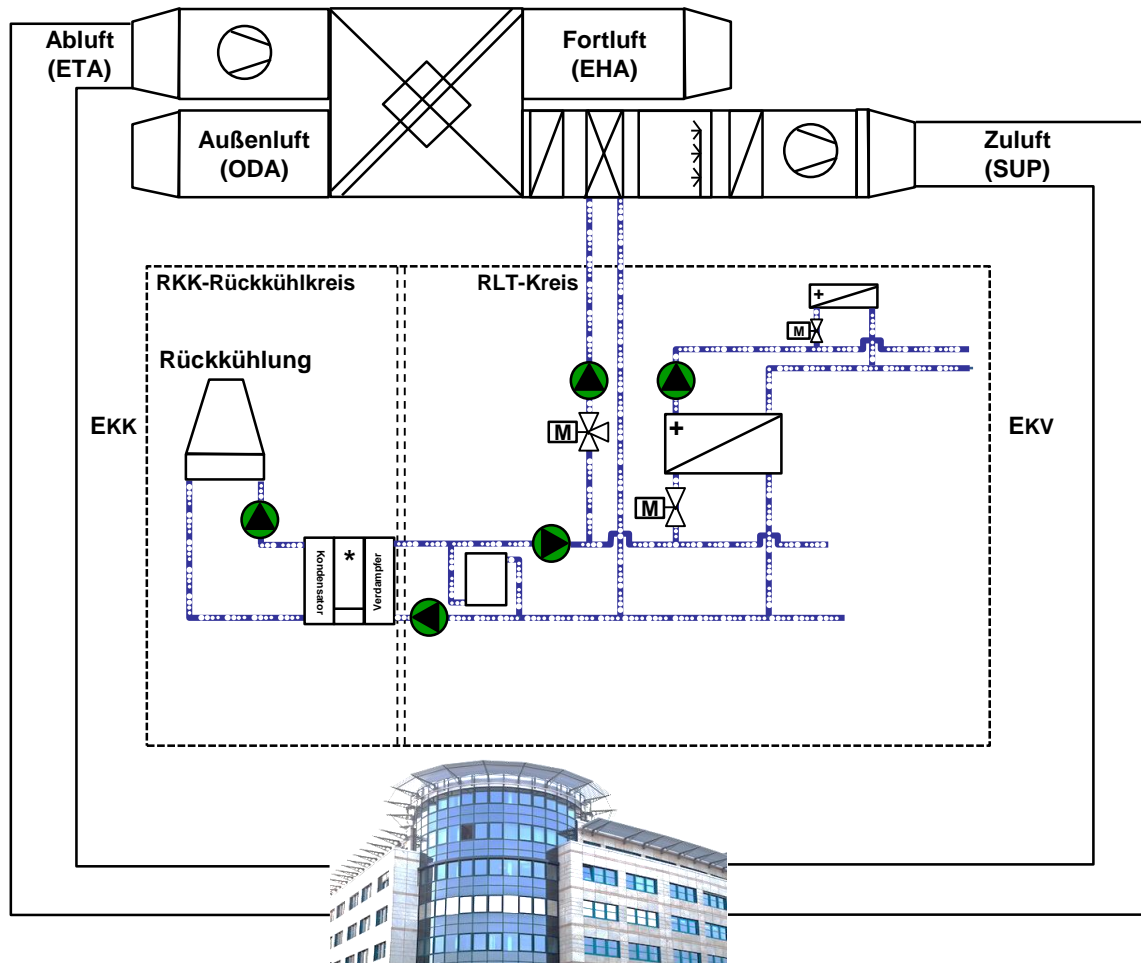 Abluft
(ETA)
Fortluft
(EHA)
Außenluft
(ODA)
Zuluft
(SUP)
RKK-Rückkühlkreis
RLT-Kreis
+
M
Rückkühlung
EKK
EKV
M
+
M
Kondensator
*
Verdampfer